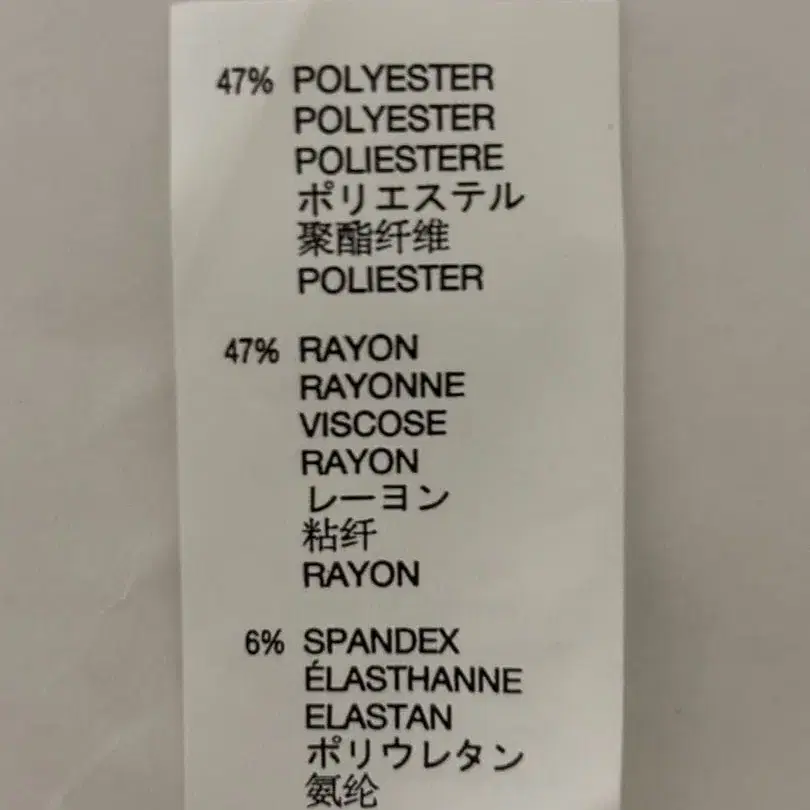 47% POLYESTER
POLYESTER
POLIESTERE
ポリエステル
聚酯纤维
POLIESTER
47% RAYON
RAYONNE
VISCOSE
RAYON
レーヨン
粘纤
RAYON
6% SPANDEX
ÉLASTHANNE
ELASTAN
ポリウレタン
氨纶